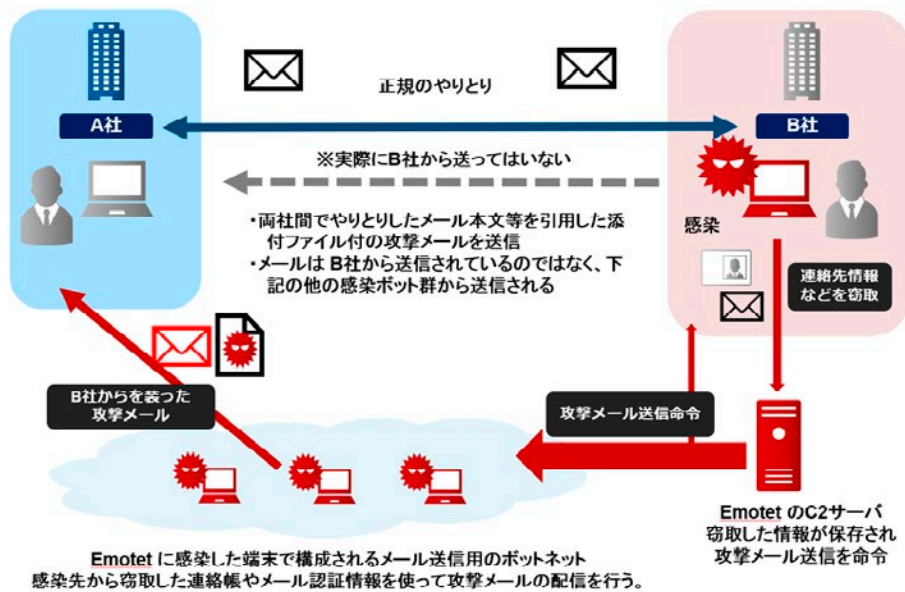 正規のやりとり
A社
B社
※実際にB社から送ってはいない
・両社間でやりとりしたメール本文等を引用した添
付ファイル付の攻撃メールを送信
・メールは B社から送信されているのではなく、下
記の他の感染ボット群から送信される
感染
連絡先情報
などを窃取
B社からを装った
攻撃メール
攻撃メール送信命令
Emotet のC2サーバ
窃取した情報が保存され
攻撃メール送信を命令
Emotet に感染した端末で構成されるメール送信用のボットネット
感染先から窃取した連絡帳やメール認証情報を使って攻撃メールの配信を行う。